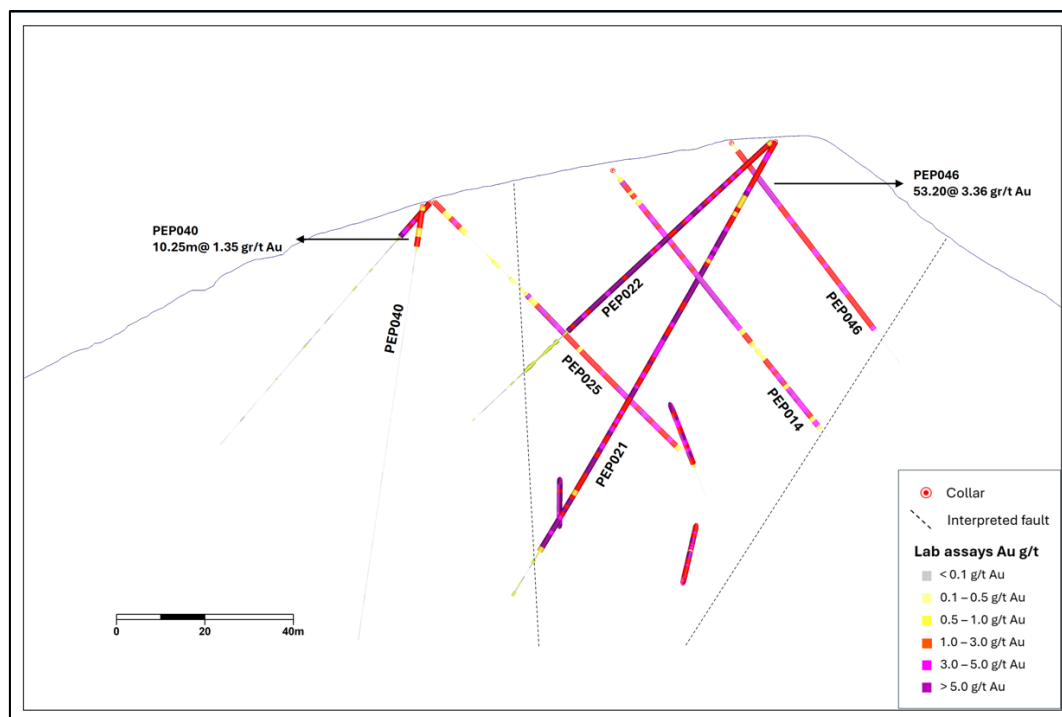 PEP046
53.20@ 3.36 gr/t Au
PEP040
10.25m@ 1.35 gr/t Au
PEP022
PEP040
PEP046
PEP025
PEP014
PEP021
Collar
Interpreted fault
Lab assays Au g/t
< 0.1 g/t Au
0.1 – 0.5 g/t Au
0.5 – 1.0 g/t Au
1.0 – 3.0 g/t Au
3.0 – 5.0 g/t Au
> 5.0 g/t Au
0 20 40m